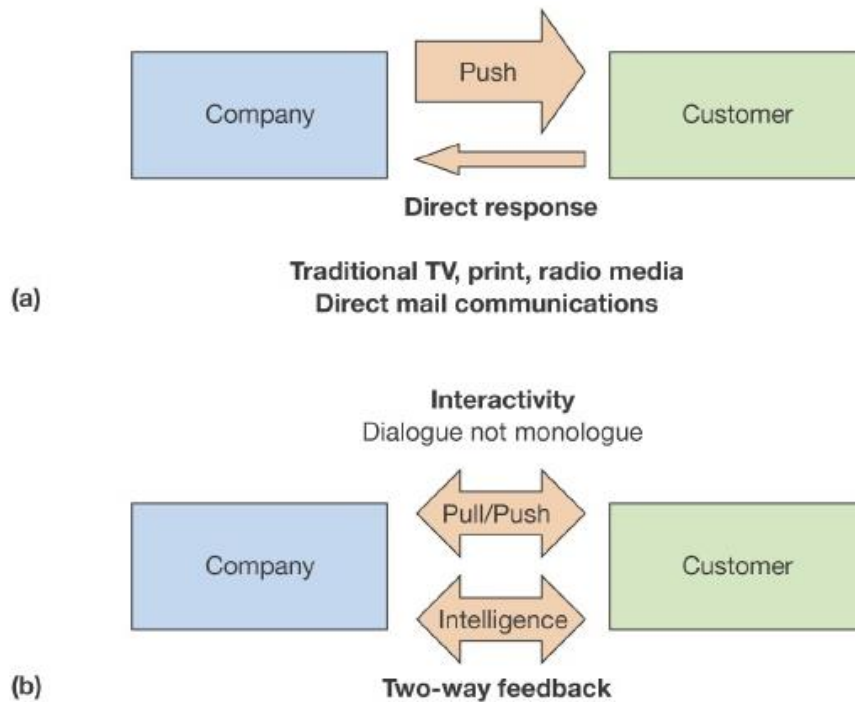 Push
Company
Customer
Direct response
Traditional TV, print, radio media
Direct mail communications
(a)
Interactivity
Dialogue not monologue
Pull/Push
Company
Customer
Intelligence
Two-way feedback
(b)